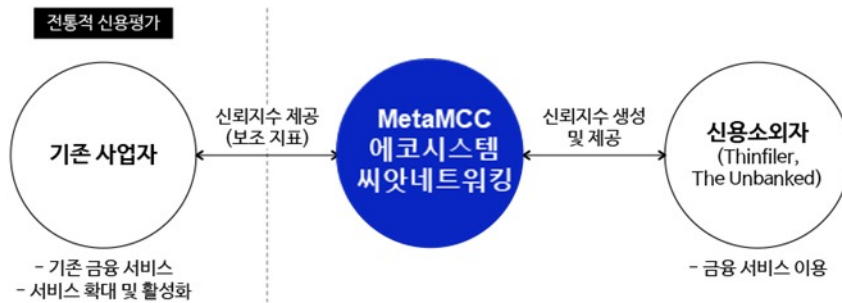 전통적 신용평가
기존 사업자
신뢰지수 제공
(보조 지표)
MetaMCC
에코시스템
씨앗네트워킹
신뢰지수 생성
및 제공
신용소외자
(Thinfiler,
The Unbanked)
- 기존 금융 서비스
- 서비스 확대 및 활성화
- 금융 서비스 이용